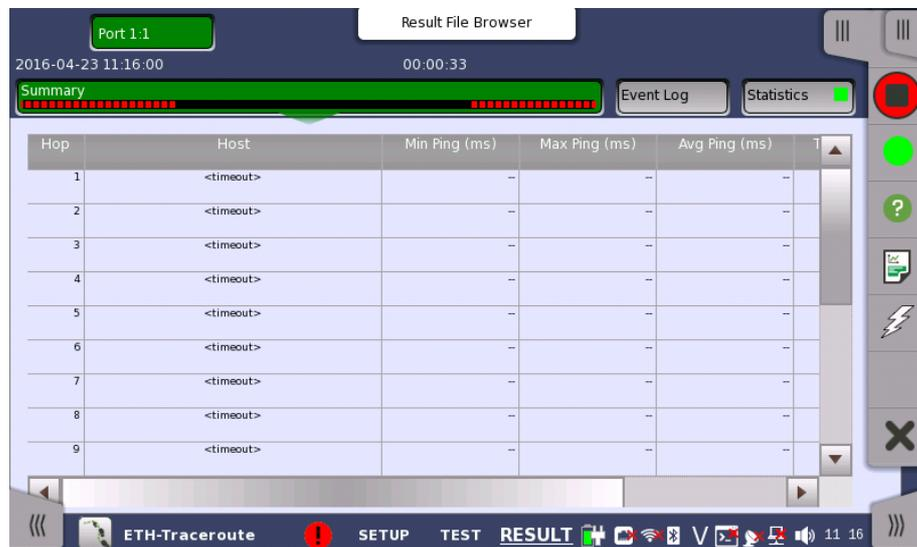 Port 1:1
Result File Browser
2016-04-23 11:16:00
00:00:33
Summary
Event Log
Statistics
Hop Host Min Ping (ms) Max Ping (ms) Avg Ping (ms) T
1 <timeout> -- -- --
2 <timeout> -- -- --
3 <timeout> -- -- --
4 <timeout> -- -- --
5 <timeout> -- -- --
6 <timeout> -- -- --
7 <timeout> -- -- --
8 <timeout> -- -- --
9 <timeout> -- -- --
ETH-Traceroute ! SETUP TEST RESULT V 11 16